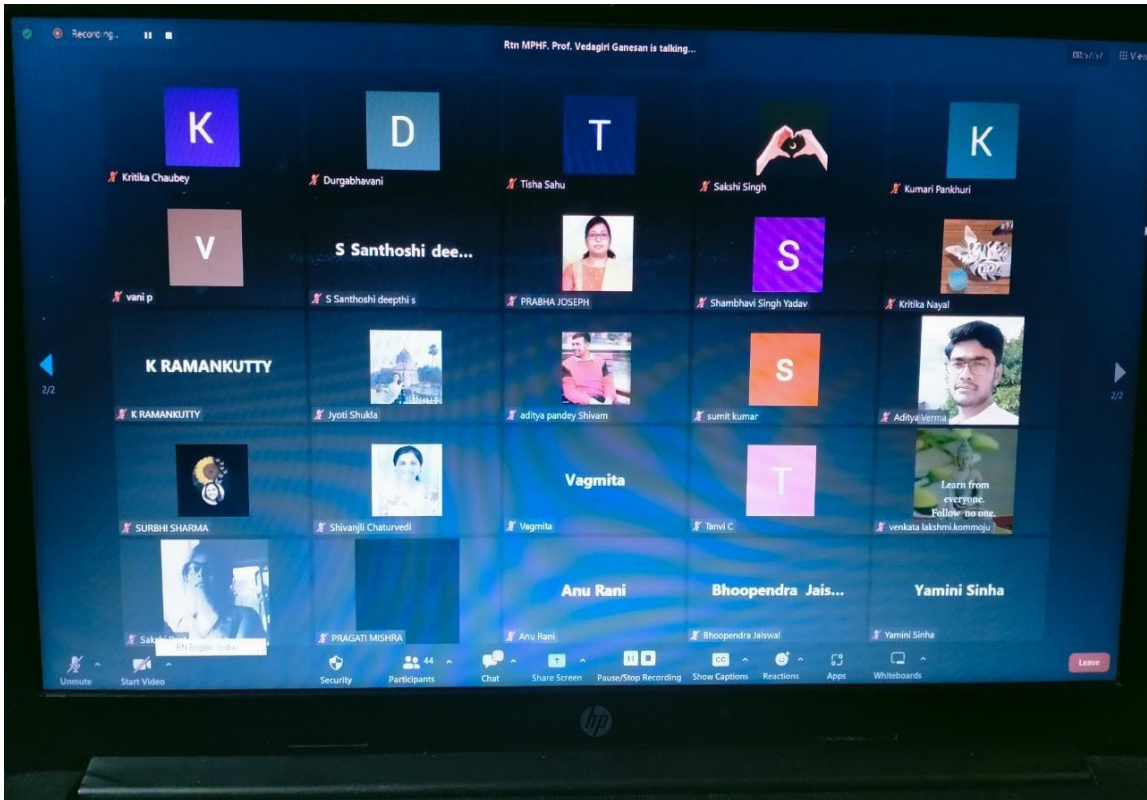 Recording...
Rtn MPHF. Prof. Vedagiri Ganesan is talking...
00:57:57 View
K D T K
Kritika Chaubey Durgabhavani Tisha Sahu Sakshi Singh Kumari Pankhuri
V S Santhoshi dee... S
vani p S Santhoshi deepthi s PRABHA JOSEPH Shambhavi Singh Yadav Kritika Nayal
K RAMANKUTTY S
2/2 2/2
K RAMANKUTTY Jyoti Shukla aditya pandey Shivam sumit kumar Aditya Verma
Vagmita T
Learn from
everyone.
Follow no one.
SURBHI SHARMA Shivanjli Chaturvedi Vagmita Tanvi C venkata lakshmi.kommoju
Anu Rani Bhoopendra Jais... Yamini Sinha
PRAGATI MISHRA Anu Rani Bhoopendra Jaiswal Yamini Sinha
EN English India
44 CC
Unmute Start Video Security Participants Chat Share Screen Pause/Stop Recording Show Captions Reactions Apps Whiteboards Leave
hp